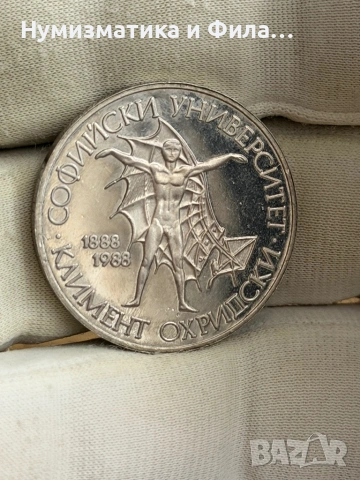 Нумизматика и Фила...
СОФИЙСКИ УНИВЕРСИТЕТ
1888
1988
КЛИМЕНТ ОХРИДСКИ
BAZAR